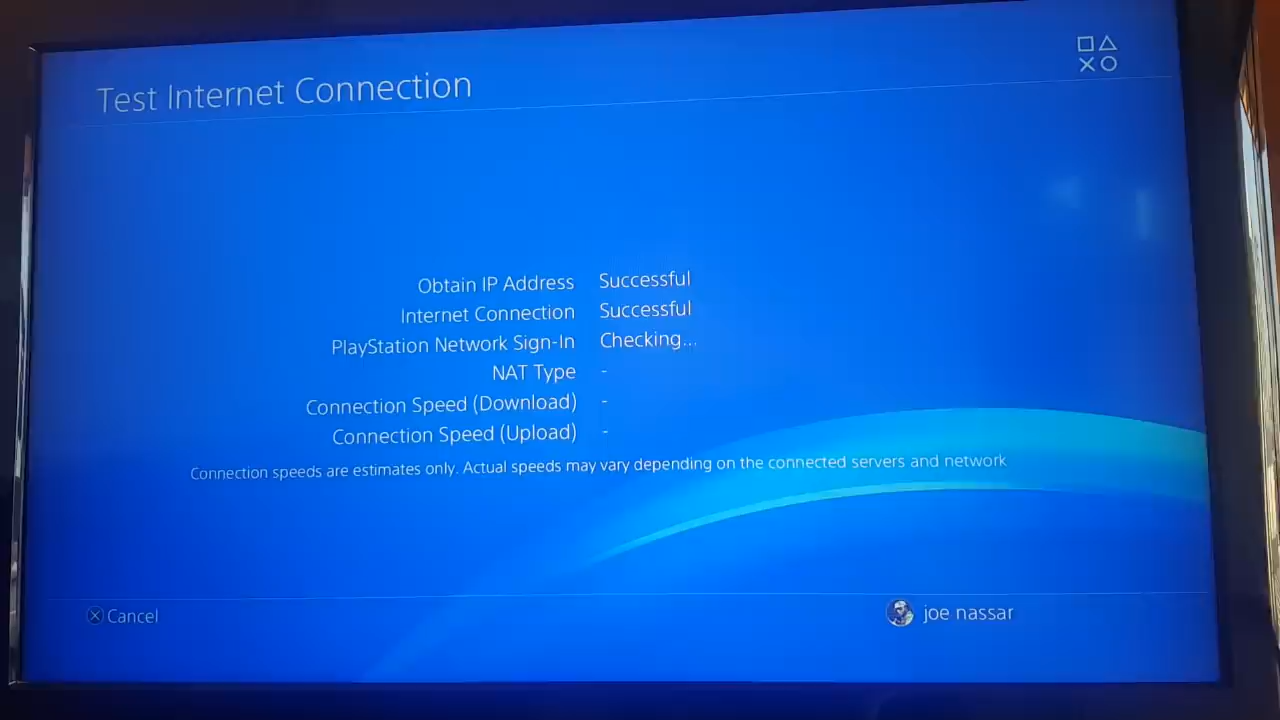 Test Internet Connection
Obtain IP Address Successful
Internet Connection Successful
PlayStation Network Sign-In Checking...
NAT Type -
Connection Speed (Download) -
Connection Speed (Upload) -
Connection speeds are estimates only. Actual speeds may vary depending on the connected servers and network
Cancel joe nassar